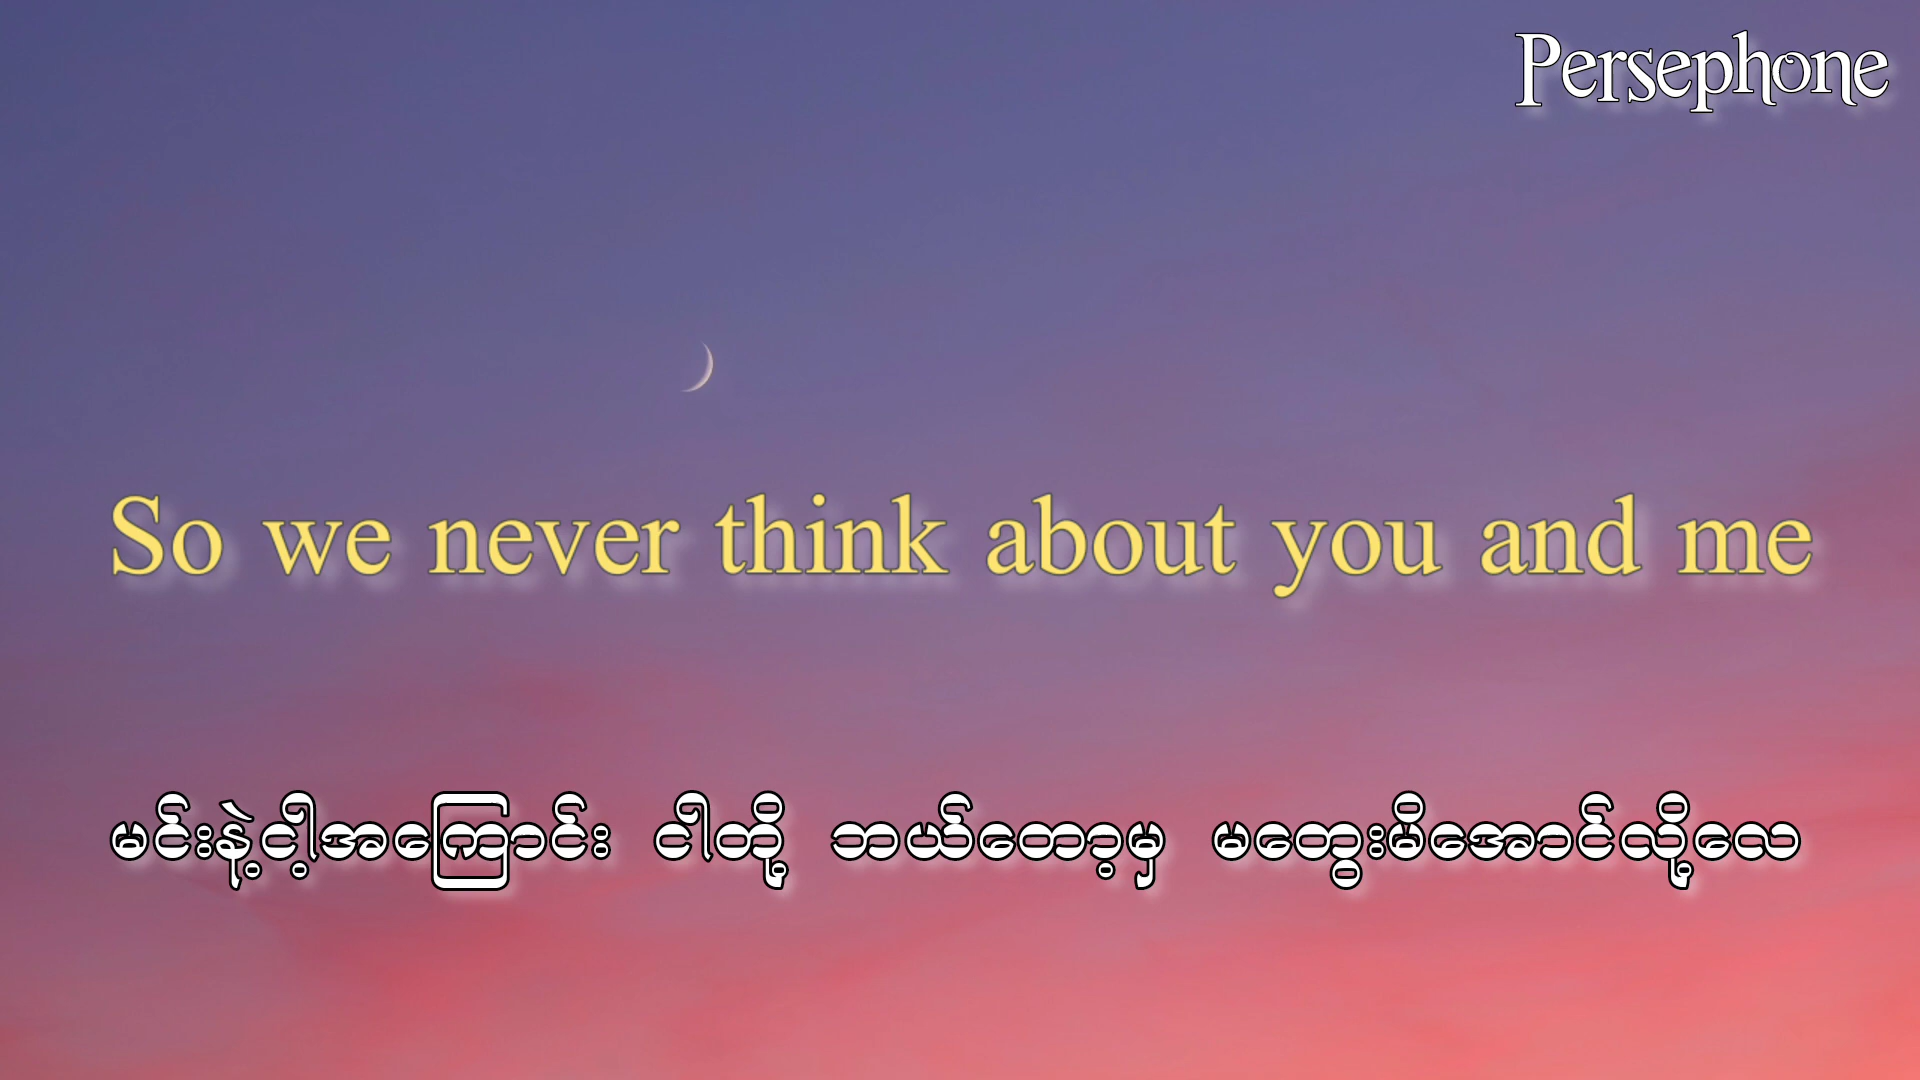 Persephone
So we never think about you and me
မင်းနဲ့ငါ့အကြောင်း ငါတို့ ဘယ်တော့မှ မတွေးမိအောင်လို့လေ